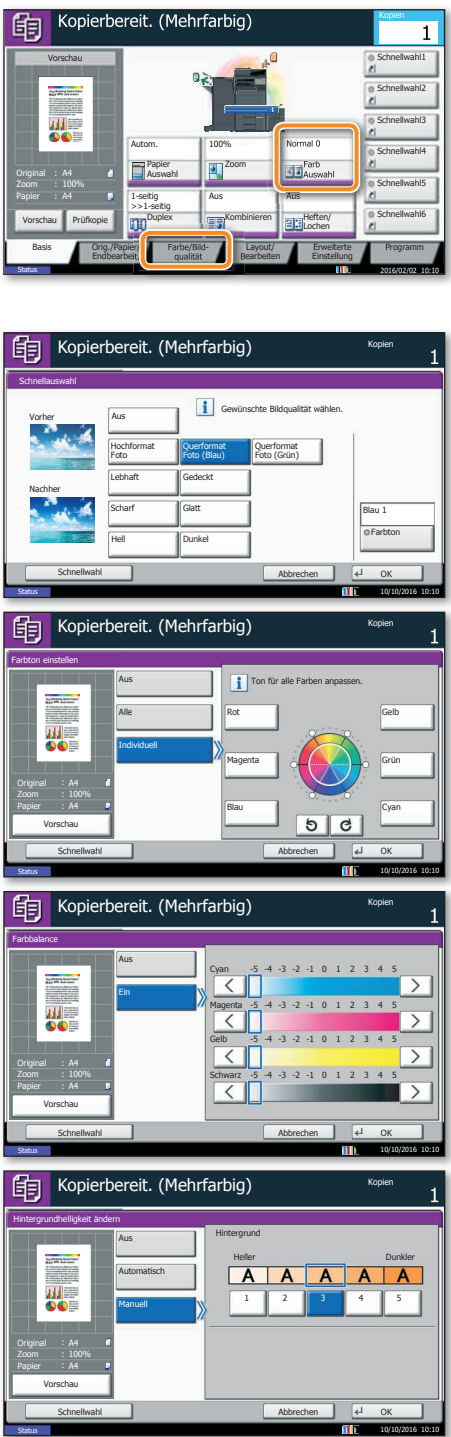 Kopierbereit. (Mehrfarbig)
Kopien
1
Vorschau
Original : A4
Zoom : 100%
Papier : A4
Vorschau
Prüfkopie
Autom.
Papier
Auswahl
100%
Zoom
Normal 0
Farb
Auswahl
1-seitig
>>1-seitig
Duplex
Aus
Kombinieren
Aus
Heften/
Lochen
Schnellwahl1
Schnellwahl2
Schnellwahl3
Schnellwahl4
Schnellwahl5
Schnellwahl6
Basis
Orig./Papier/
Endbearbeit.
Farbe/Bild-
qualität
Layout/
Bearbeiten
Erweiterte
Einstellung
Programm
Status
2016/02/02 10:10
Kopierbereit. (Mehrfarbig)
Kopien
1
Schnellauswahl
Vorher
Nachher
Gewünschte Bildqualität wählen.
Aus
Hochformat
Foto
Querformat
Foto (Blau)
Querformat
Foto (Grün)
Lebhaft
Gedeckt
Scharf
Glatt
Hell
Dunkel
Blau 1
Farbton
Schnellwahl
Abbrechen
OK
Status
10/10/2016 10:10
Kopierbereit. (Mehrfarbig)
Kopien
1
Farbton einstellen
Original : A4
Zoom : 100%
Papier : A4
Vorschau
Aus
Alle
Individuell
Ton für alle Farben anpassen.
Rot
Gelb
Magenta
Grün
Blau
Cyan
Schnellwahl
Abbrechen
OK
Status
10/10/2016 10:10
Kopierbereit. (Mehrfarbig)
Kopien
1
Farbbalance
Original : A4
Zoom : 100%
Papier : A4
Vorschau
Aus
Ein
Cyan -5 -4 -3 -2 -1 0 1 2 3 4 5
Magenta -5 -4 -3 -2 -1 0 1 2 3 4 5
Gelb -5 -4 -3 -2 -1 0 1 2 3 4 5
Schwarz -5 -4 -3 -2 -1 0 1 2 3 4 5
Schnellwahl
Abbrechen
OK
Status
10/10/2016 10:10
Kopierbereit. (Mehrfarbig)
Kopien
1
Hintergrundhelligkeit ändern
Original : A4
Zoom : 100%
Papier : A4
Vorschau
Aus
Automatisch
Manuell
Hintergrund
Heller
Dunkler
A A A A A
1 2 3 4 5
Schnellwahl
Abbrechen
OK
Status
10/10/2016 10:10